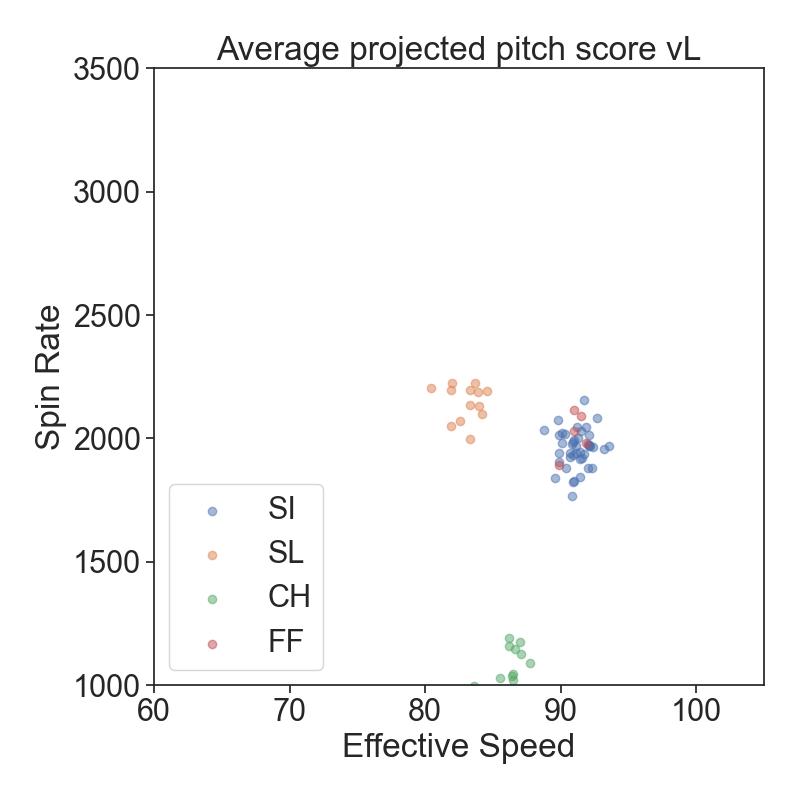 Average projected pitch score vL
3500
3000
2500
2000
1500
1000
Spin Rate
SI
SL
CH
FF
60 70 80 90 100
Effective Speed